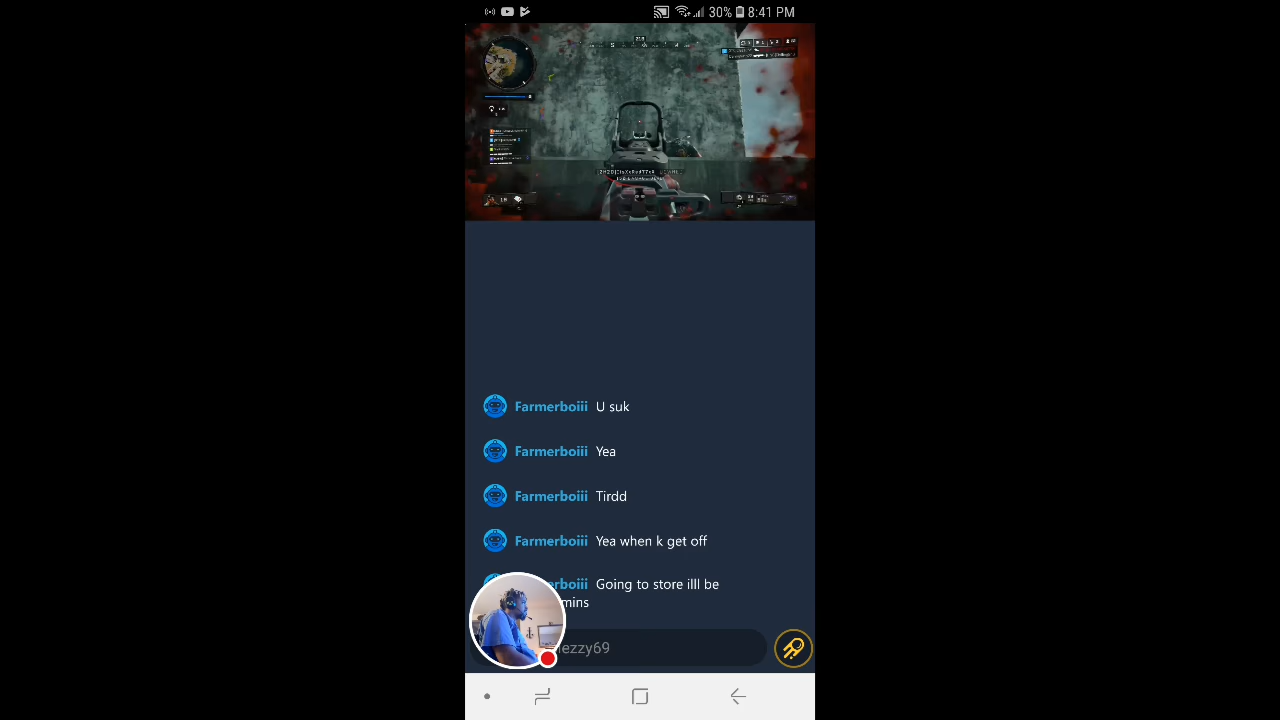 30% 8:41 PM
213
Farmerboiii U suk
Farmerboiii Yea
Farmerboiii Tirdd
Farmerboiii Yea when k get off
erboiii Going to store illl be
mins
ezzy69